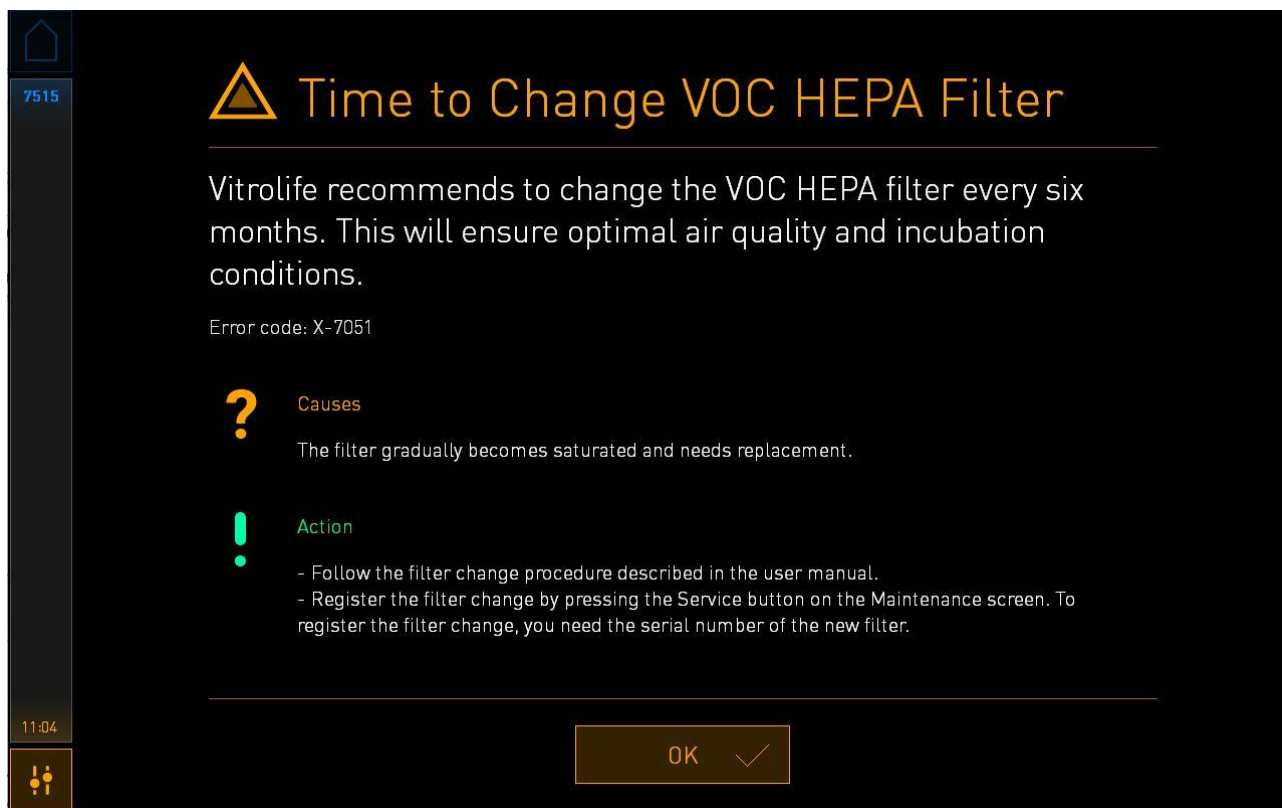 7515
Time to Change VOC HEPA Filter
Vitrolife recommends to change the VOC HEPA filter every six
months. This will ensure optimal air quality and incubation
conditions.
Error code: X-7051
?
Causes
The filter gradually becomes saturated and needs replacement.
!
Action
- Follow the filter change procedure described in the user manual.
- Register the filter change by pressing the Service button on the Maintenance screen. To
register the filter change, you need the serial number of the new filter.
11:04
OK